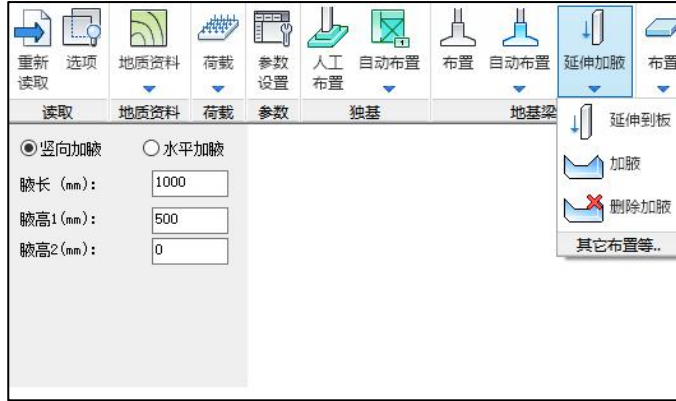 重新
读取
选项
地质资料
荷载
参数
设置
人工
布置
自动布置
布置
自动布置
延伸加腋
布置
读取
地质资料
荷载
参数
独基
地基梁
延伸到板
加腋
删除加腋
其它布置等..
竖向加腋
水平加腋
腋长 (mm):
1000
腋高1(mm):
500
腋高2(mm):
0